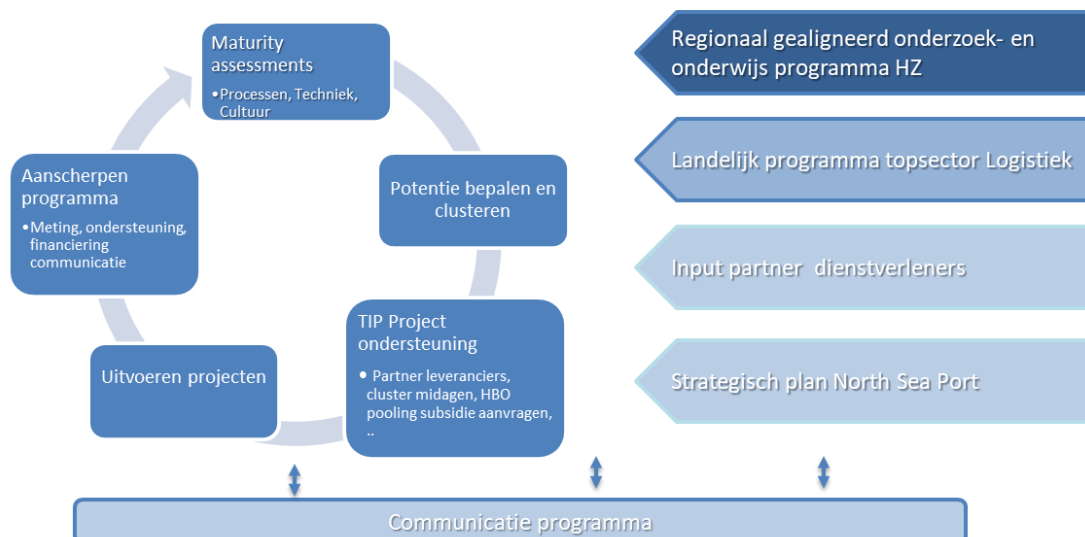 Maturity
assessments
•Processen, Techniek,
Cultuur
Potentie bepalen en
clusteren
TIP Project
ondersteuning
• Partner leveranciers,
cluster midagen, HBO
pooling subsidie aanvragen,
..
Uitvoeren projecten
Aanscherpen
programma
•Meting, ondersteuning,
financiering
communicatie
Regionaal gealigneerd onderzoek- en
onderwijs programma HZ
Landelijk programma topsector Logistiek
Input partner dienstverleners
Strategisch plan North Sea Port
Communicatie programma